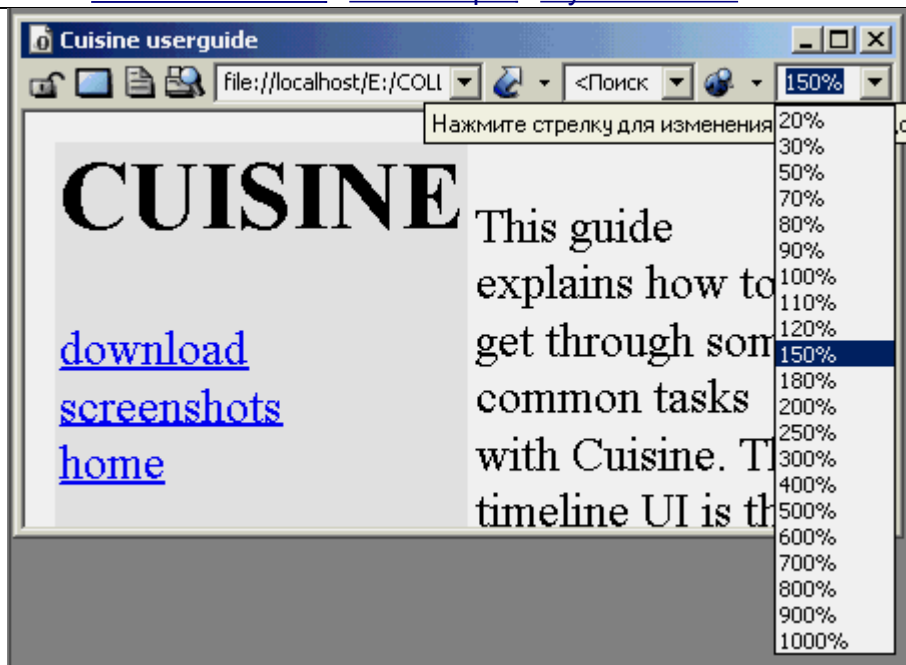 Cuisine userguide
file://localhost/E:/COLL
<Поиск
150%
Нажмите стрелку для изменения
CUISINE
download
screenshots
home
This guide
explains how to
get through som
common tasks
with Cuisine. Th
timeline UI is th
20%
30%
50%
70%
80%
90%
100%
110%
120%
150%
180%
200%
250%
300%
400%
500%
600%
700%
800%
900%
1000%